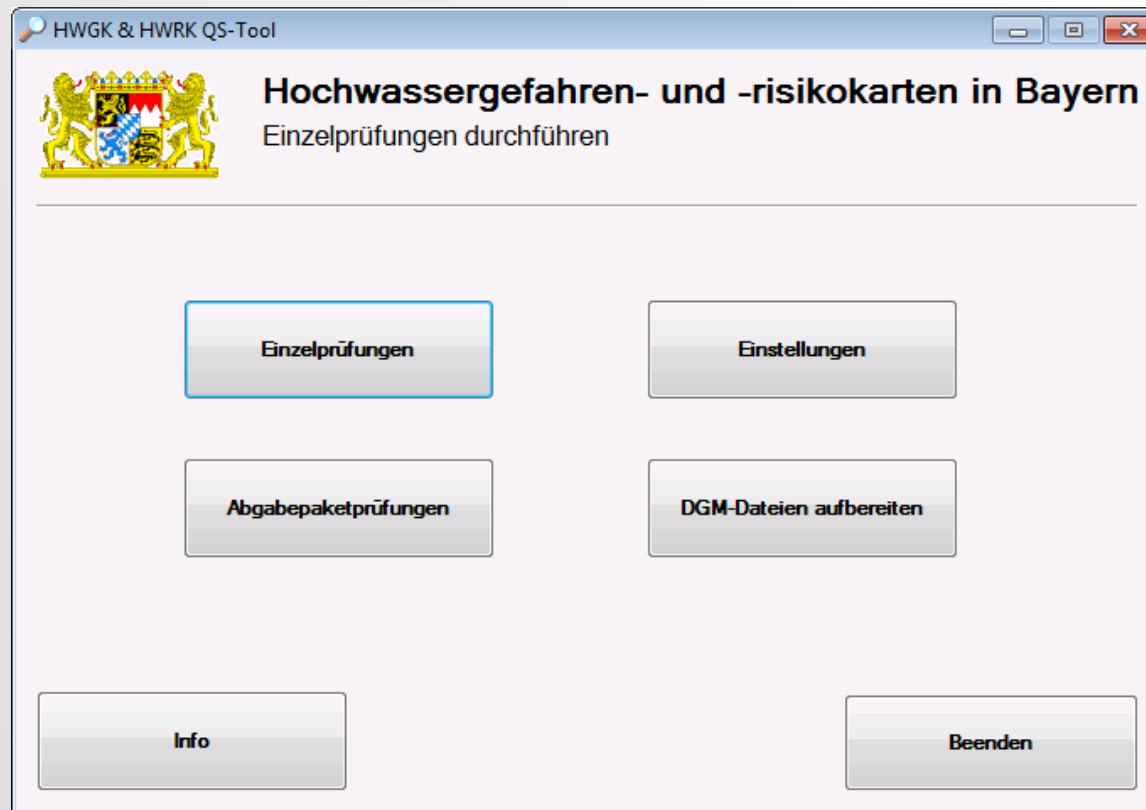 HWGK & HWRK QS-Tool
Hochwassergefahren- und -risikokarten in Bayern
Einzelprüfungen durchführen
Einzelprüfungen
Einstellungen
Abgabepaketprüfungen
DGM-Dateien aufbereiten
Info
Beenden